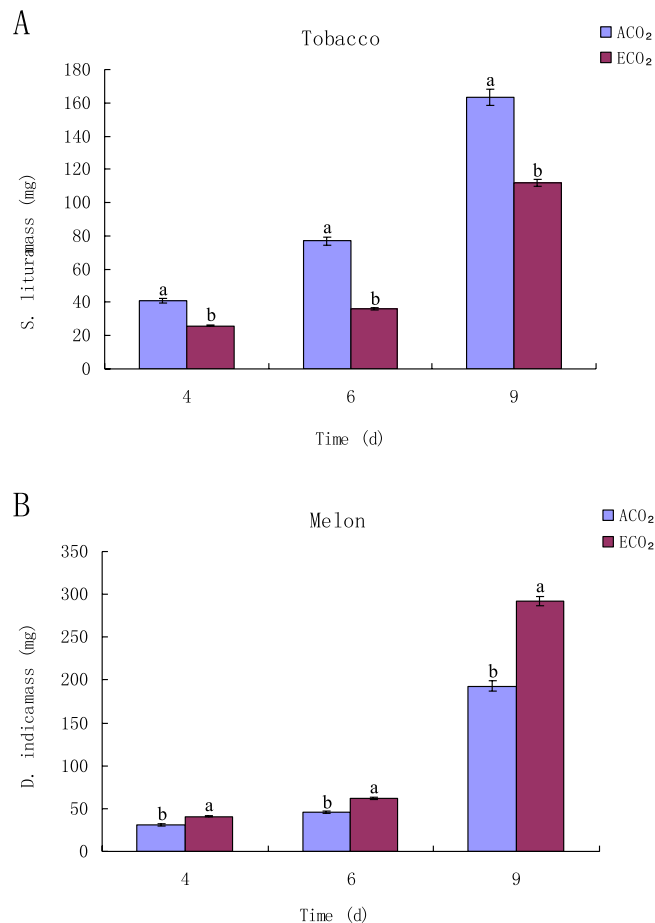 A
Tobacco
ACO₂
ECO₂
180
160
140
120
100
80
60
40
20
0
S. lituramass (mg)
a
b
a
b
a
b
4
6
9
Time (d)
B
Melon
ACO₂
ECO₂
350
300
250
200
150
100
50
0
D. indicamass (mg)
b
a
b
a
b
a
4
6
9
Time (d)